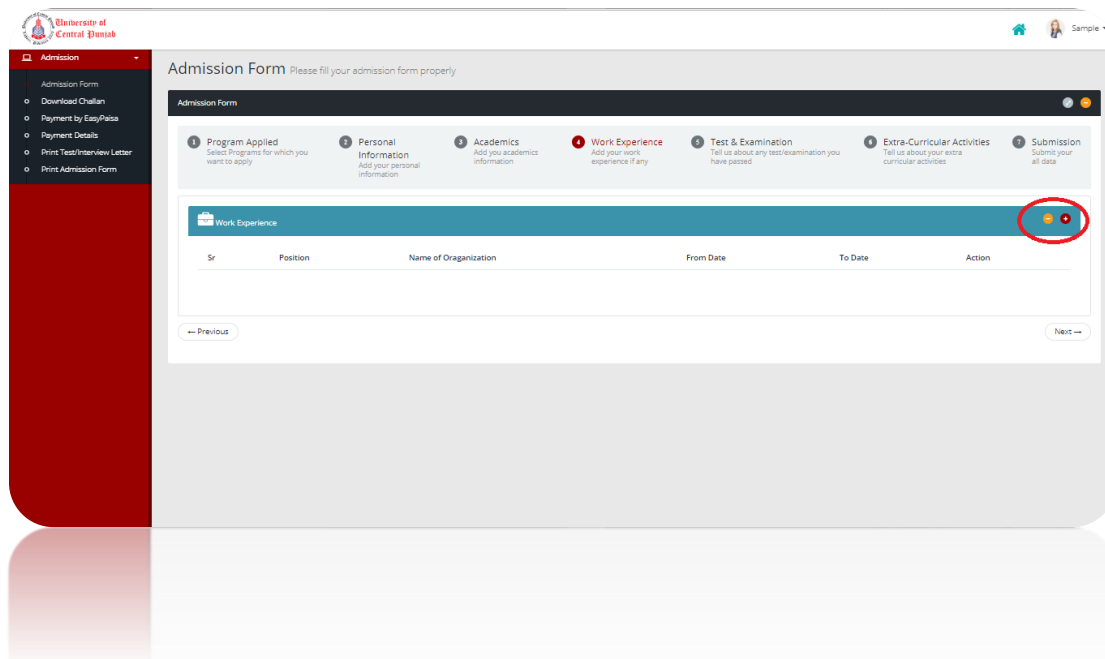 University of
Central Punjab
Sample
Admission
Admission Form
Download Challan
Payment by EasyPaisa
Payment Details
Print Test/Interview Letter
Print Admission Form
Admission Form Please fill your admission form properly
Admission Form
1 Program Applied
Select Programs for which you
want to apply
2 Personal
Information
Add your personal
information
3 Academics
Add you academics
information
4 Work Experience
Add your work
experience if any
5 Test & Examination
Tell us about any test/examination you
have passed
6 Extra-Curricular Activities
Tell us about your extra
curricular activities
7 Submission
Submit your
all data
Work Experience
Sr Position Name of Oraganization From Date To Date Action
← Previous
Next →